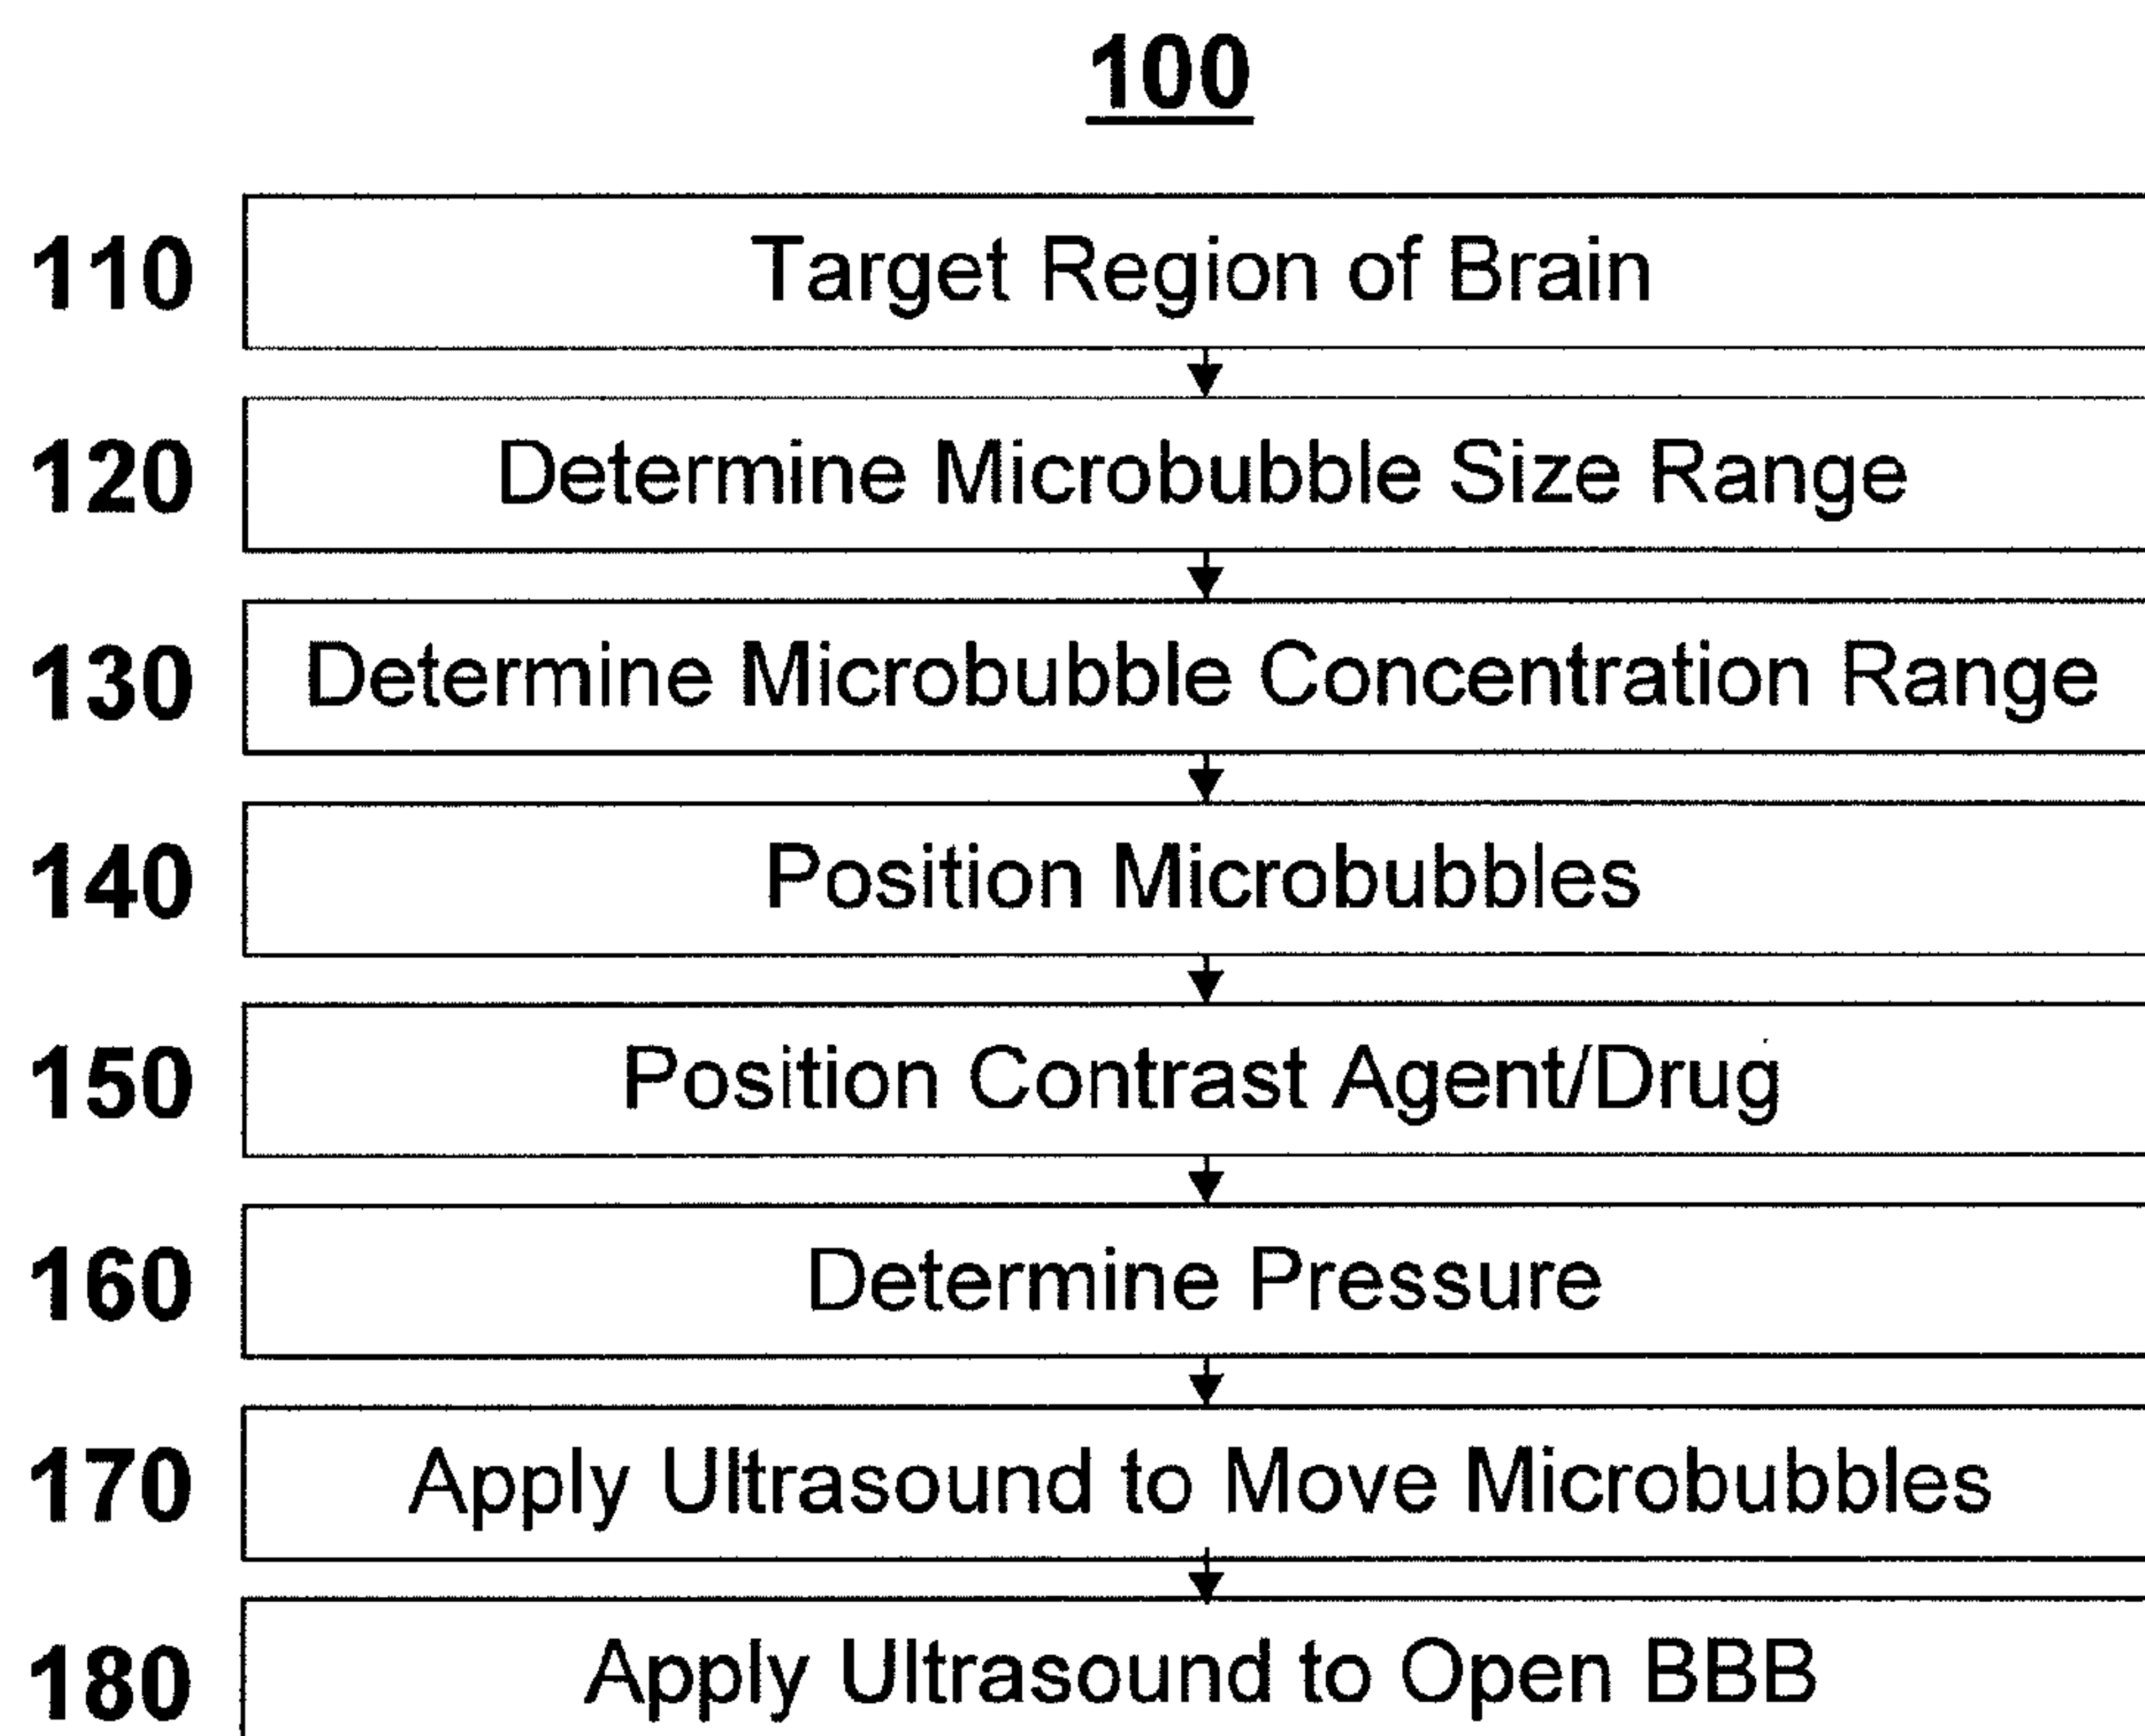 100
110 Target Region of Brain
120 Determine Microbubble Size Range
130 Determine Microbubble Concentration Range
140 Position Microbubbles
150 Position Contrast Agent/Drug
160 Determine Pressure
170 Apply Ultrasound to Move Microbubbles
180 Apply Ultrasound to Open BBB